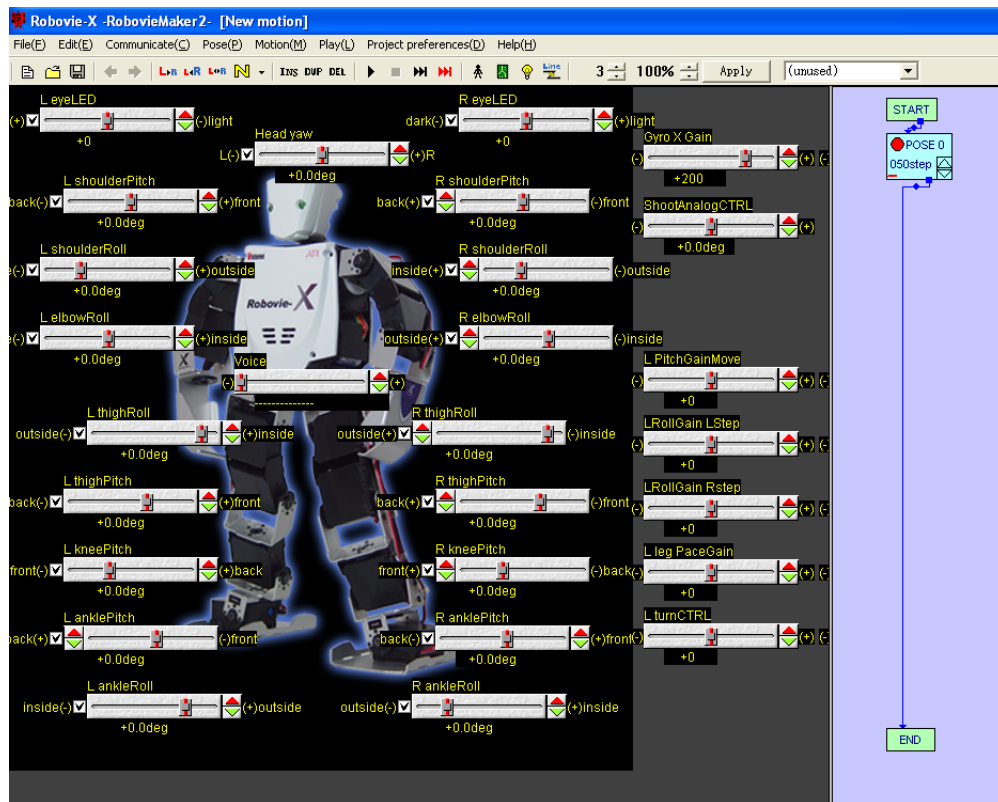 Robovie-X -RobovieMaker2- [New motion]
File(F) Edit(E) Communicate(C) Pose(P) Motion(M) Play(L) Project preferences(D) Help(H)
L▸R L◂R L↔R N INS DUP DEL Line 3 100% Apply (unused)
L eyeLED R eyeLED START
(+) (-)light dark(-) (+)light
+0 Head yaw +0 Gyro X Gain POSE 0
L(-) (+)R (-) (+) (- 050step
+0.0deg +200
L shoulderPitch R shoulderPitch
back(-) (+)front back(+) (-)front ShootAnalogCTRL
+0.0deg +0.0deg (-) (+)
L shoulderRoll R shoulderRoll +0.0deg
e(-) (+)outside inside(+) (-)outside
+0.0deg +0.0deg
Robovie-X
L elbowRoll R elbowRoll
e(-) (+)inside outside(+) (-)inside
+0.0deg +0.0deg L PitchGainMove
X Voice
(-) (+) (-) (+) (-
-------------- +0
L thighRoll R thighRoll LRollGain LStep
outside(-) (+)inside outside(+) (-)inside (-) (+) (-
+0.0deg +0.0deg +0
L thighPitch R thighPitch LRollGain Rstep
back(-) (+)front back(+) (-)front (-) (+) (-
+0.0deg +0.0deg +0
L kneePitch R kneePitch L leg PaceGain
front(-) (+)back front(+) (-)back (-) (+) (-
+0.0deg +0.0deg +0
L anklePitch R anklePitch L turnCTRL
back(+) (-)front back(-) (+)front (-) (+) (-
+0.0deg +0.0deg +0
L ankleRoll R ankleRoll
inside(-) (+)outside outside(-) (+)inside
+0.0deg +0.0deg
END